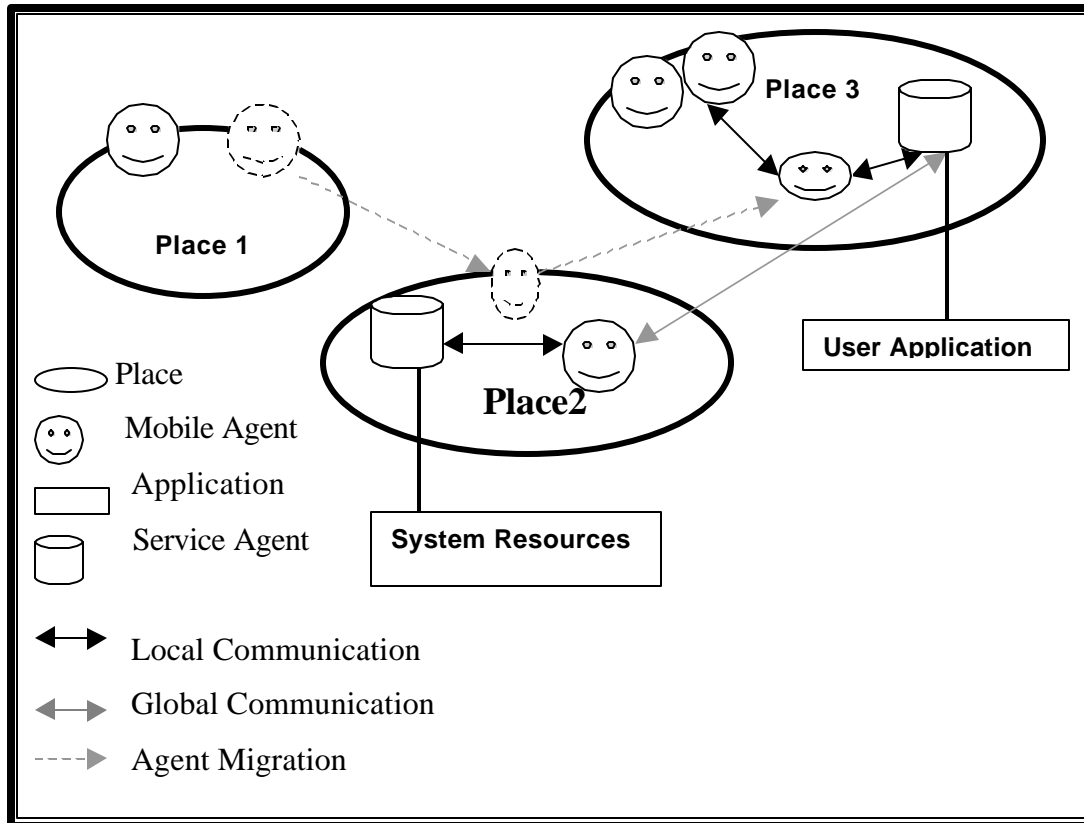 Place 3
Place 1
User Application
Place2
Place
Mobile Agent
Application
Service Agent
System Resources
Local Communication
Global Communication
Agent Migration